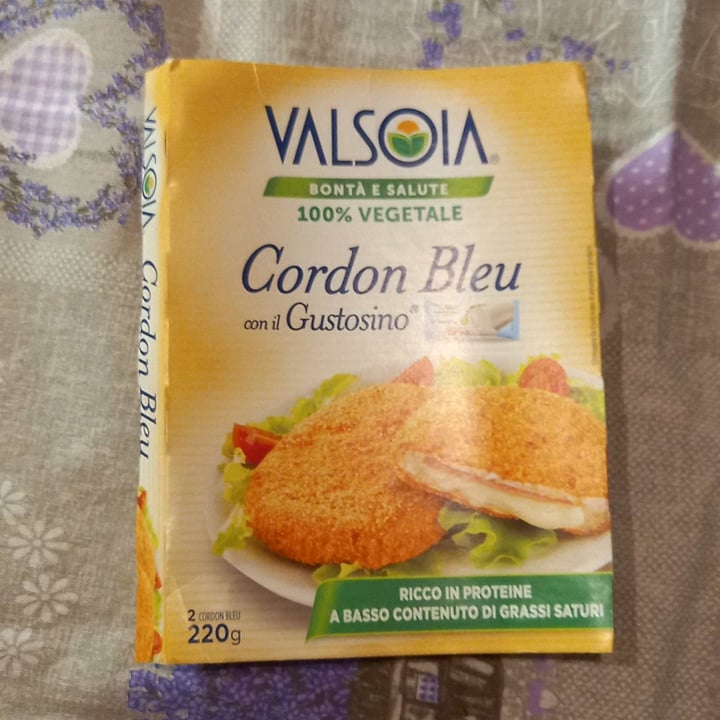 VALSOIA®
BONTÀ E SALUTE
100% VEGETALE
Cordon Bleu
con il Gustosino®
RICCO IN PROTEINE
A BASSO CONTENUTO DI GRASSI SATURI
2 CORDON BLEU
220g
VALSOIA Cordon Bleu